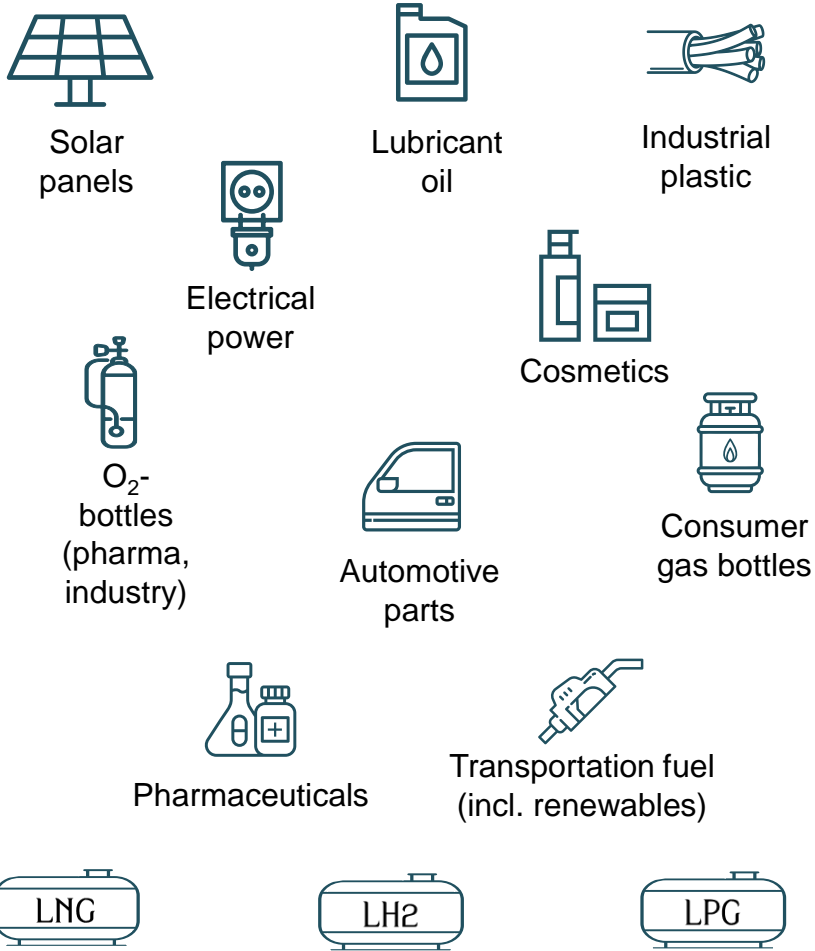 Solar
panels
Lubricant
oil
Industrial
plastic
Electrical
power
Cosmetics
O₂-
bottles
(pharma,
industry)
Automotive
parts
Consumer
gas bottles
Pharmaceuticals
Transportation fuel
(incl. renewables)
LNG
LH2
LPG